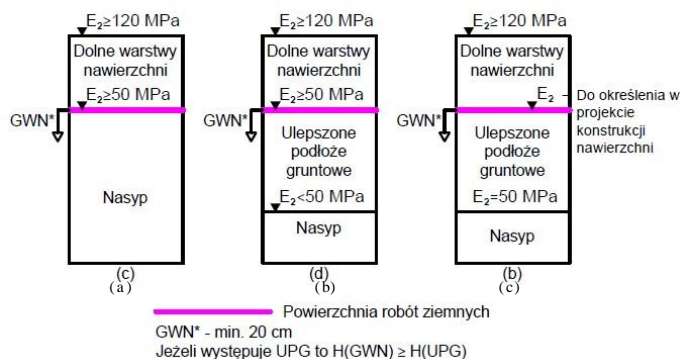 E₂≥120 MPa
Dolne warstwy
nawierzchni
E₂≥50 MPa
GWN*
Nasyp
(c)
(a)
E₂≥120 MPa
Dolne warstwy
nawierzchni
E₂≥50 MPa
GWN*
Ulepszone
podłoże
gruntowe
E₂<50 MPa
Nasyp
(d)
(b)
E₂≥120 MPa
Dolne warstwy
nawierzchni
E₂ – Do określenia w
projekcie
konstrukcji
nawierzchni
GWN*
Ulepszone
podłoże
gruntowe
E₂=50 MPa
Nasyp
(b)
(c)
Powierzchnia robót ziemnych
GWN* - min. 20 cm
Jeżeli występuje UPG to H(GWN) ≥ H(UPG)